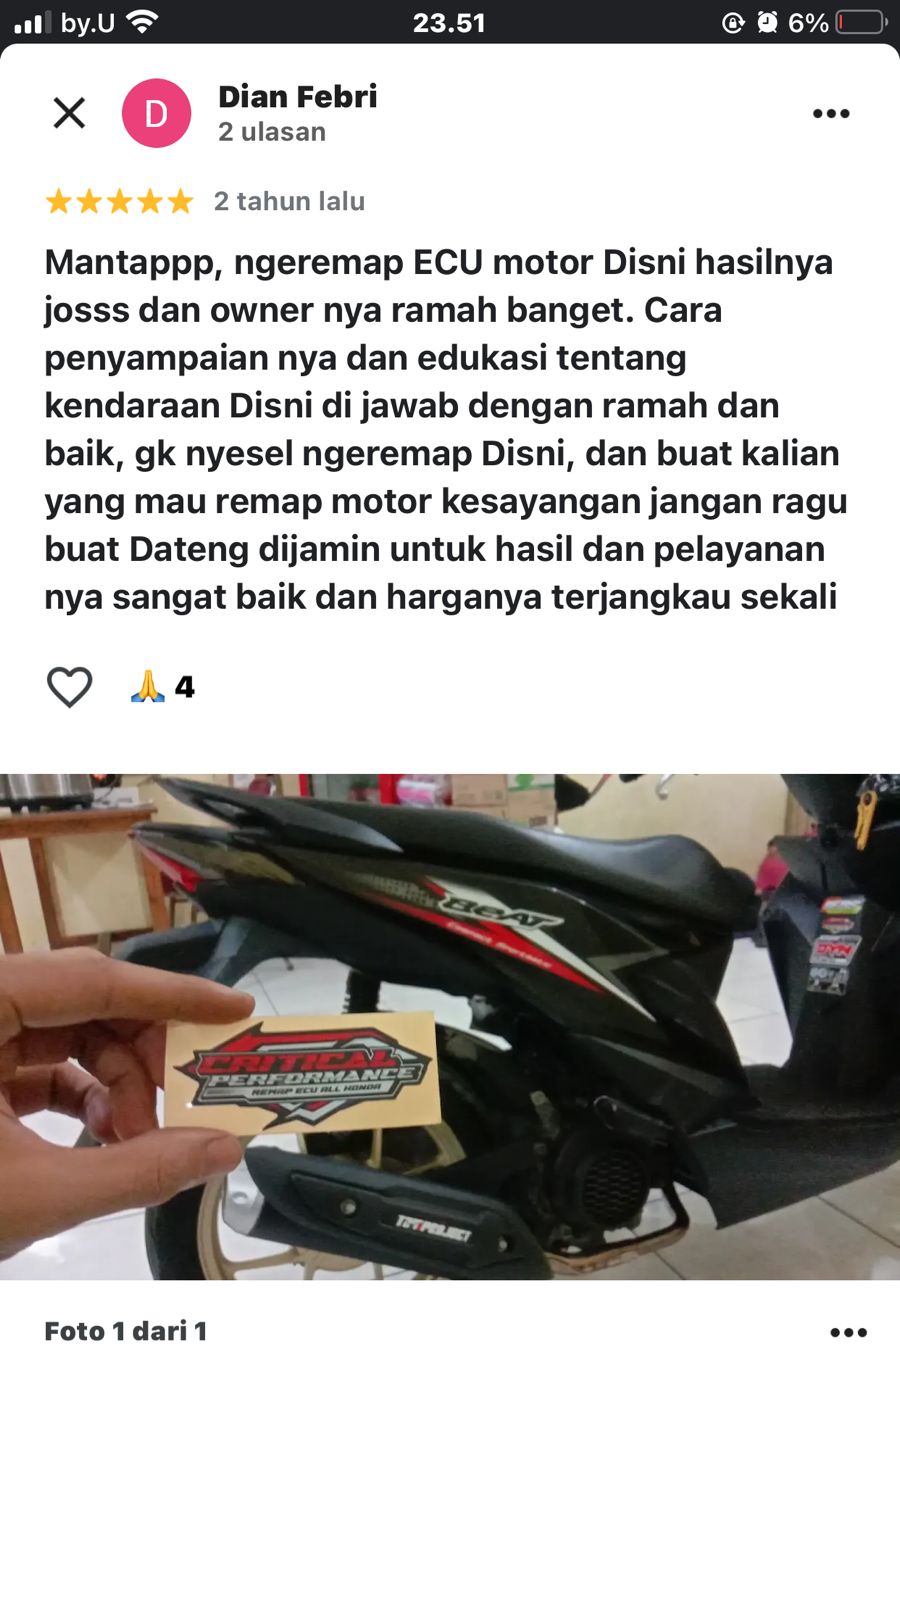 by.U 23.51 6%
D
Dian Febri
2 ulasan
2 tahun lalu
Mantappp, ngeremap ECU motor Disni hasilnya
josss dan owner nya ramah banget. Cara
penyampaian nya dan edukasi tentang
kendaraan Disni di jawab dengan ramah dan
baik, gk nyesel ngeremap Disni, dan buat kalian
yang mau remap motor kesayangan jangan ragu
buat Dateng dijamin untuk hasil dan pelayanan
nya sangat baik dan harganya terjangkau sekali
🙏 4
BeAT
CRITICAL
PERFORMANCE
REMAP ECU ALL HONDA
Foto 1 dari 1